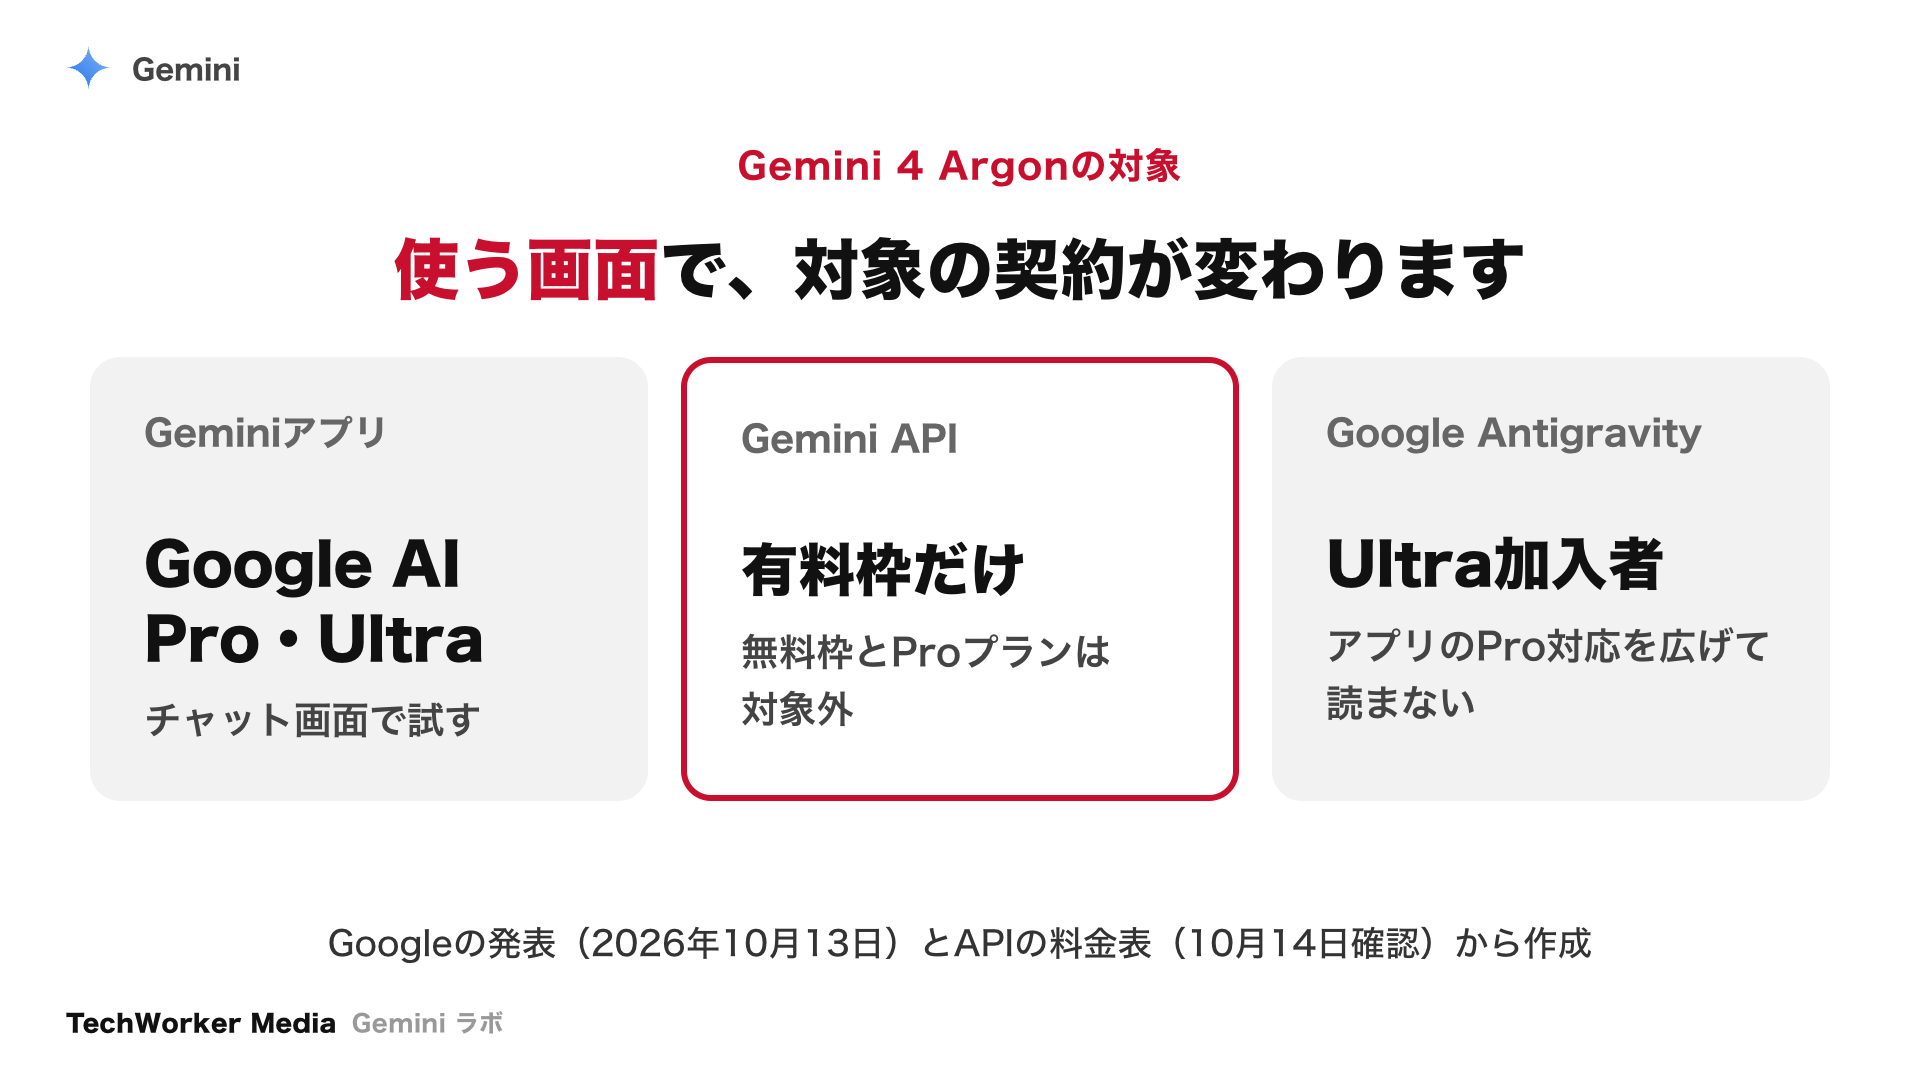 Gemini
Gemini 4 Argonの対象
使う画面で、対象の契約が変わります
Geminiアプリ
Google AI
Pro・Ultra
チャット画面で試す
Gemini API
有料枠だけ
無料枠とProプランは
対象外
Google Antigravity
Ultra加入者
アプリのPro対応を広げて
読まない
Googleの発表（2026年10月13日）とAPIの料金表（10月14日確認）から作成
TechWorker Media Gemini ラボ